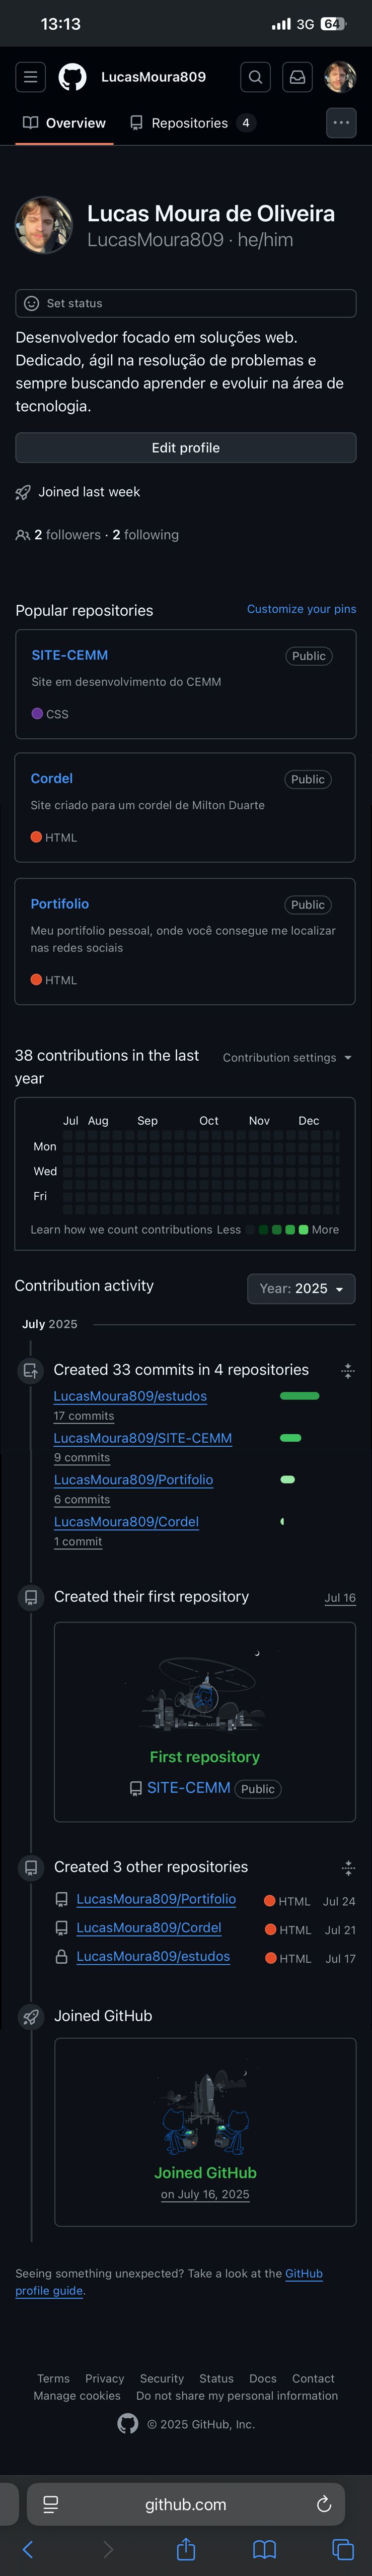 13:13
3G 64
LucasMoura809
Overview
Repositories 4
Lucas Moura de Oliveira
LucasMoura809 · he/him
Set status
Desenvolvedor focado em soluções web.
Dedicado, ágil na resolução de problemas e
sempre buscando aprender e evoluir na área de
tecnologia.
Edit profile
Joined last week
2 followers · 2 following
Popular repositories
Customize your pins
SITE-CEMM
Public
Site em desenvolvimento do CEMM
CSS
Cordel
Public
Site criado para um cordel de Milton Duarte
HTML
Portifolio
Public
Meu portifolio pessoal, onde você consegue me localizar
nas redes sociais
HTML
38 contributions in the last
year
Contribution settings
Jul Aug Sep Oct Nov Dec
Mon
Wed
Fri
Learn how we count contributions Less More
Contribution activity
Year: 2025
July 2025
Created 33 commits in 4 repositories
LucasMoura809/estudos
17 commits
LucasMoura809/SITE-CEMM
9 commits
LucasMoura809/Portifolio
6 commits
LucasMoura809/Cordel
1 commit
Created their first repository
Jul 16
First repository
SITE-CEMM Public
Created 3 other repositories
LucasMoura809/Portifolio HTML Jul 24
LucasMoura809/Cordel HTML Jul 21
LucasMoura809/estudos HTML Jul 17
Joined GitHub
Joined GitHub
on July 16, 2025
Seeing something unexpected? Take a look at the GitHub
profile guide.
Terms Privacy Security Status Docs Contact
Manage cookies Do not share my personal information
© 2025 GitHub, Inc.
github.com